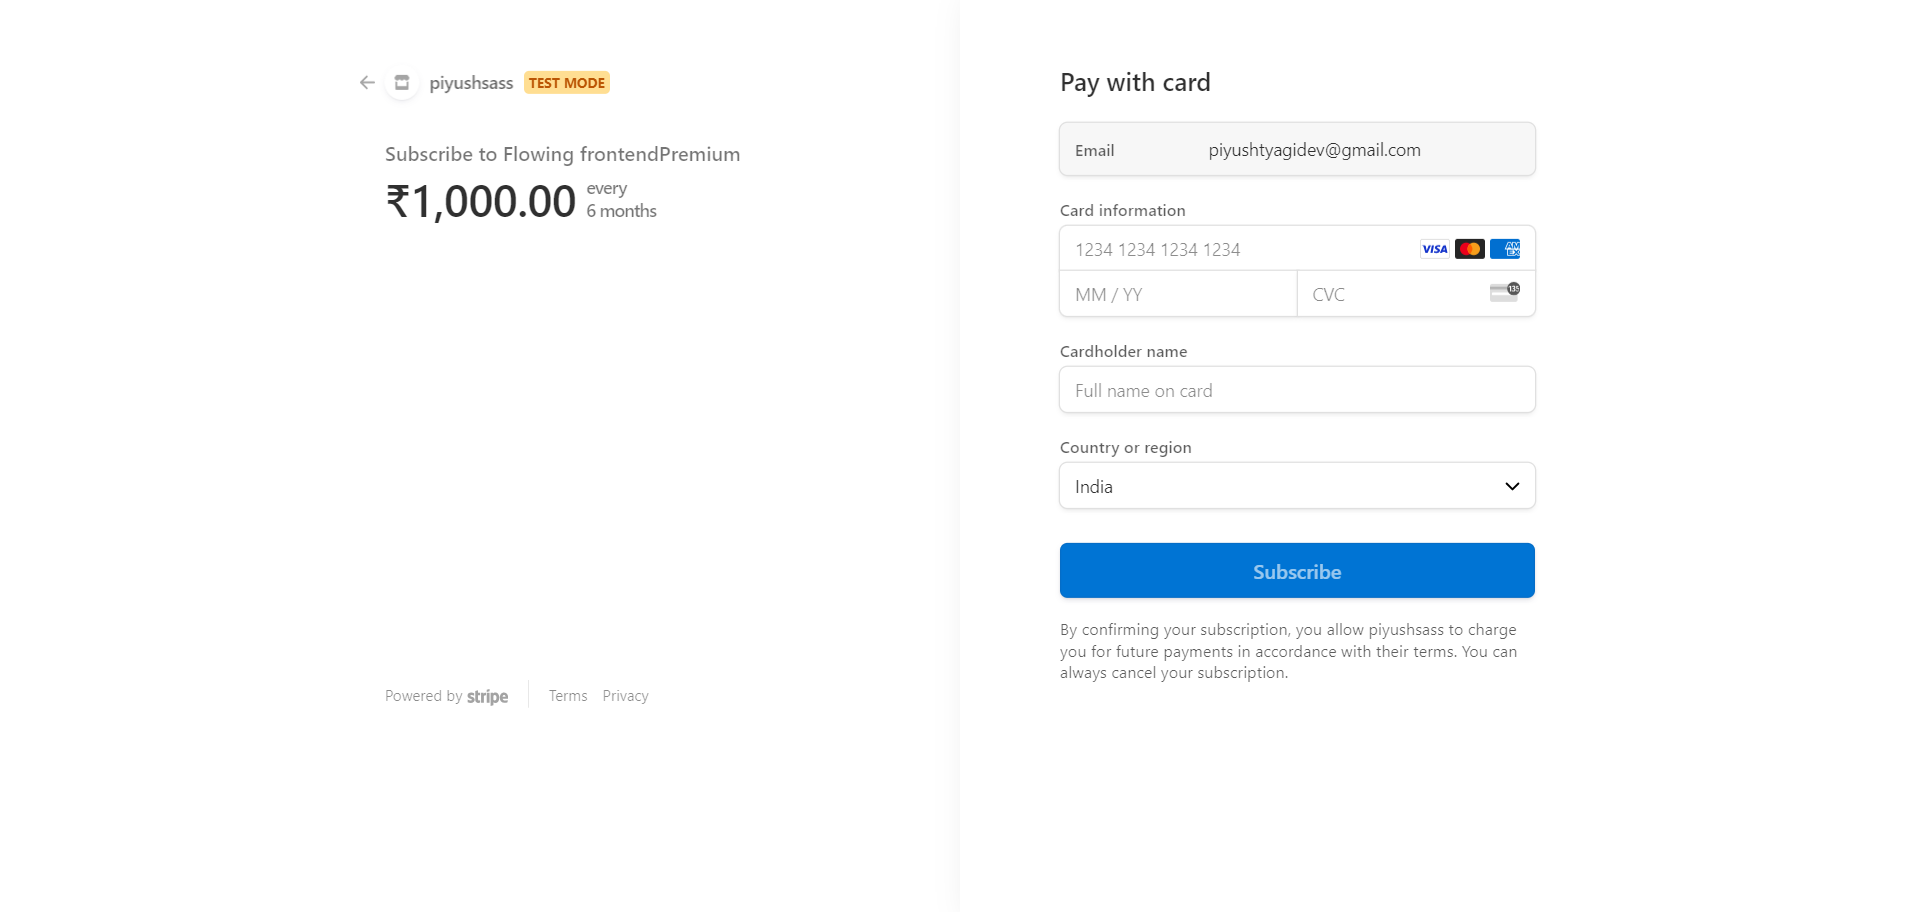 piyushsass TEST MODE
Subscribe to Flowing frontendPremium
₹1,000.00 every
6 months
Powered by stripe Terms Privacy
Pay with card
Email piyushtyagidev@gmail.com
Card information
1234 1234 1234 1234 VISA AMEX
MM / YY CVC 135
Cardholder name
Full name on card
Country or region
India
Subscribe
By confirming your subscription, you allow piyushsass to charge
you for future payments in accordance with their terms. You can
always cancel your subscription.